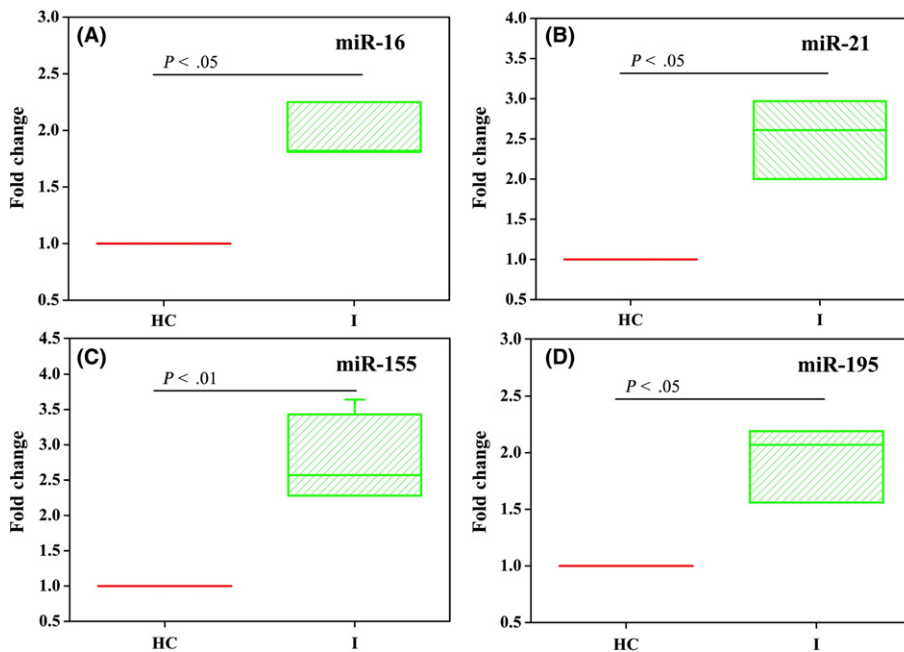 (A)
miR-16
P < .05
Fold change
3.0
2.5
2.0
1.5
1.0
0.5
HC I
(B)
miR-21
P < .05
Fold change
4.0
3.5
3.0
2.5
2.0
1.5
1.0
0.5
HC I
(C)
miR-155
P < .01
Fold change
4.5
4.0
3.5
3.0
2.5
2.0
1.5
1.0
0.5
HC I
(D)
miR-195
P < .05
Fold change
3.0
2.5
2.0
1.5
1.0
0.5
HC I